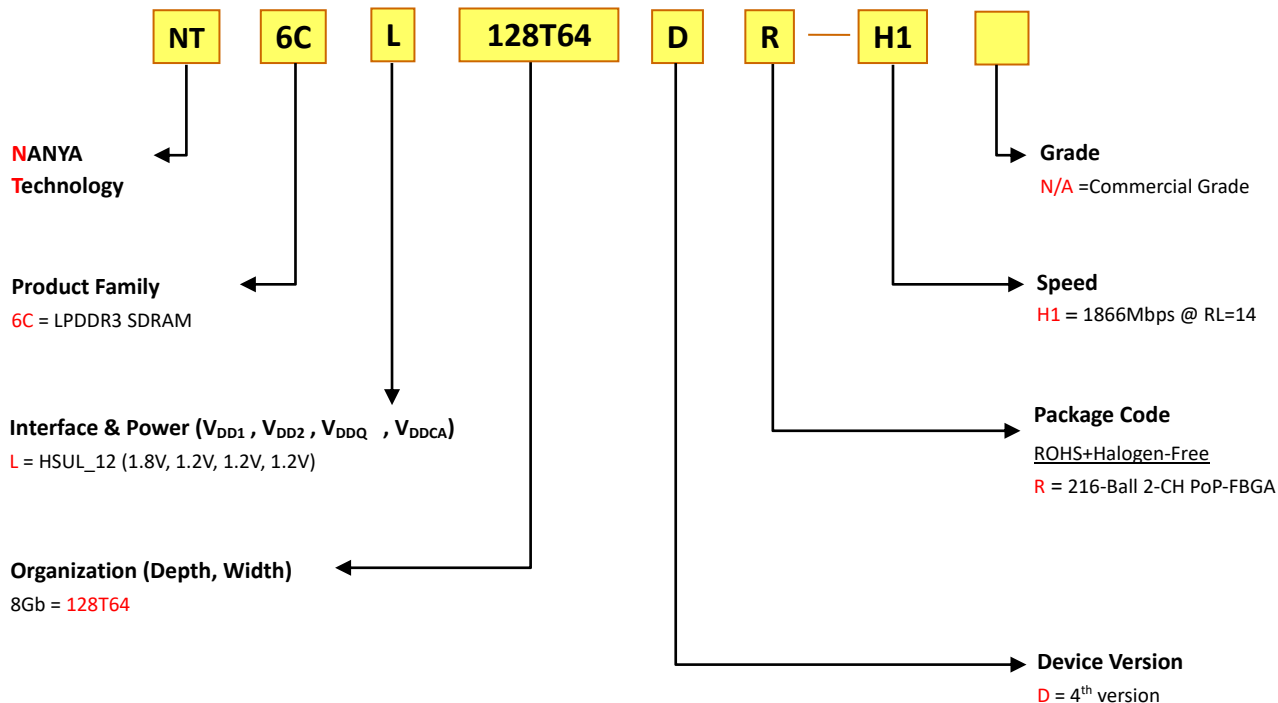 NT 6C L 128T64 D R — H1
NANYA
Technology
Grade
N/A =Commercial Grade
Product Family
6C = LPDDR3 SDRAM
Speed
H1 = 1866Mbps @ RL=14
Interface & Power (VDD1 , VDD2 , VDDQ , VDDCA)
L = HSUL_12 (1.8V, 1.2V, 1.2V, 1.2V)
Package Code
ROHS+Halogen-Free
R = 216-Ball 2-CH PoP-FBGA
Organization (Depth, Width)
8Gb = 128T64
Device Version
D = 4th version